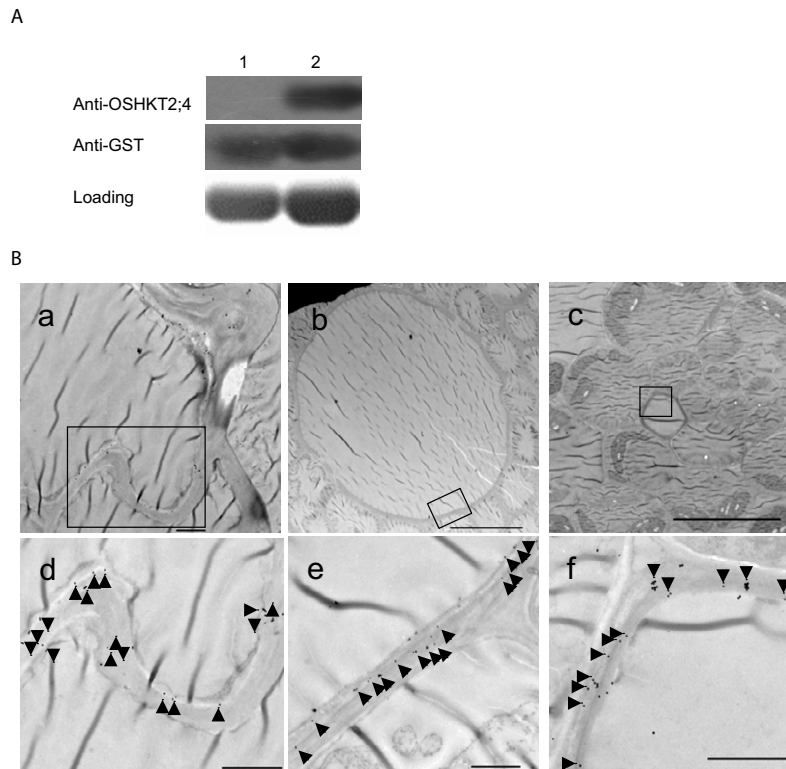 A
1 2
Anti-OSHKT2;4
Anti-GST
Loading
B
a b c
d e f